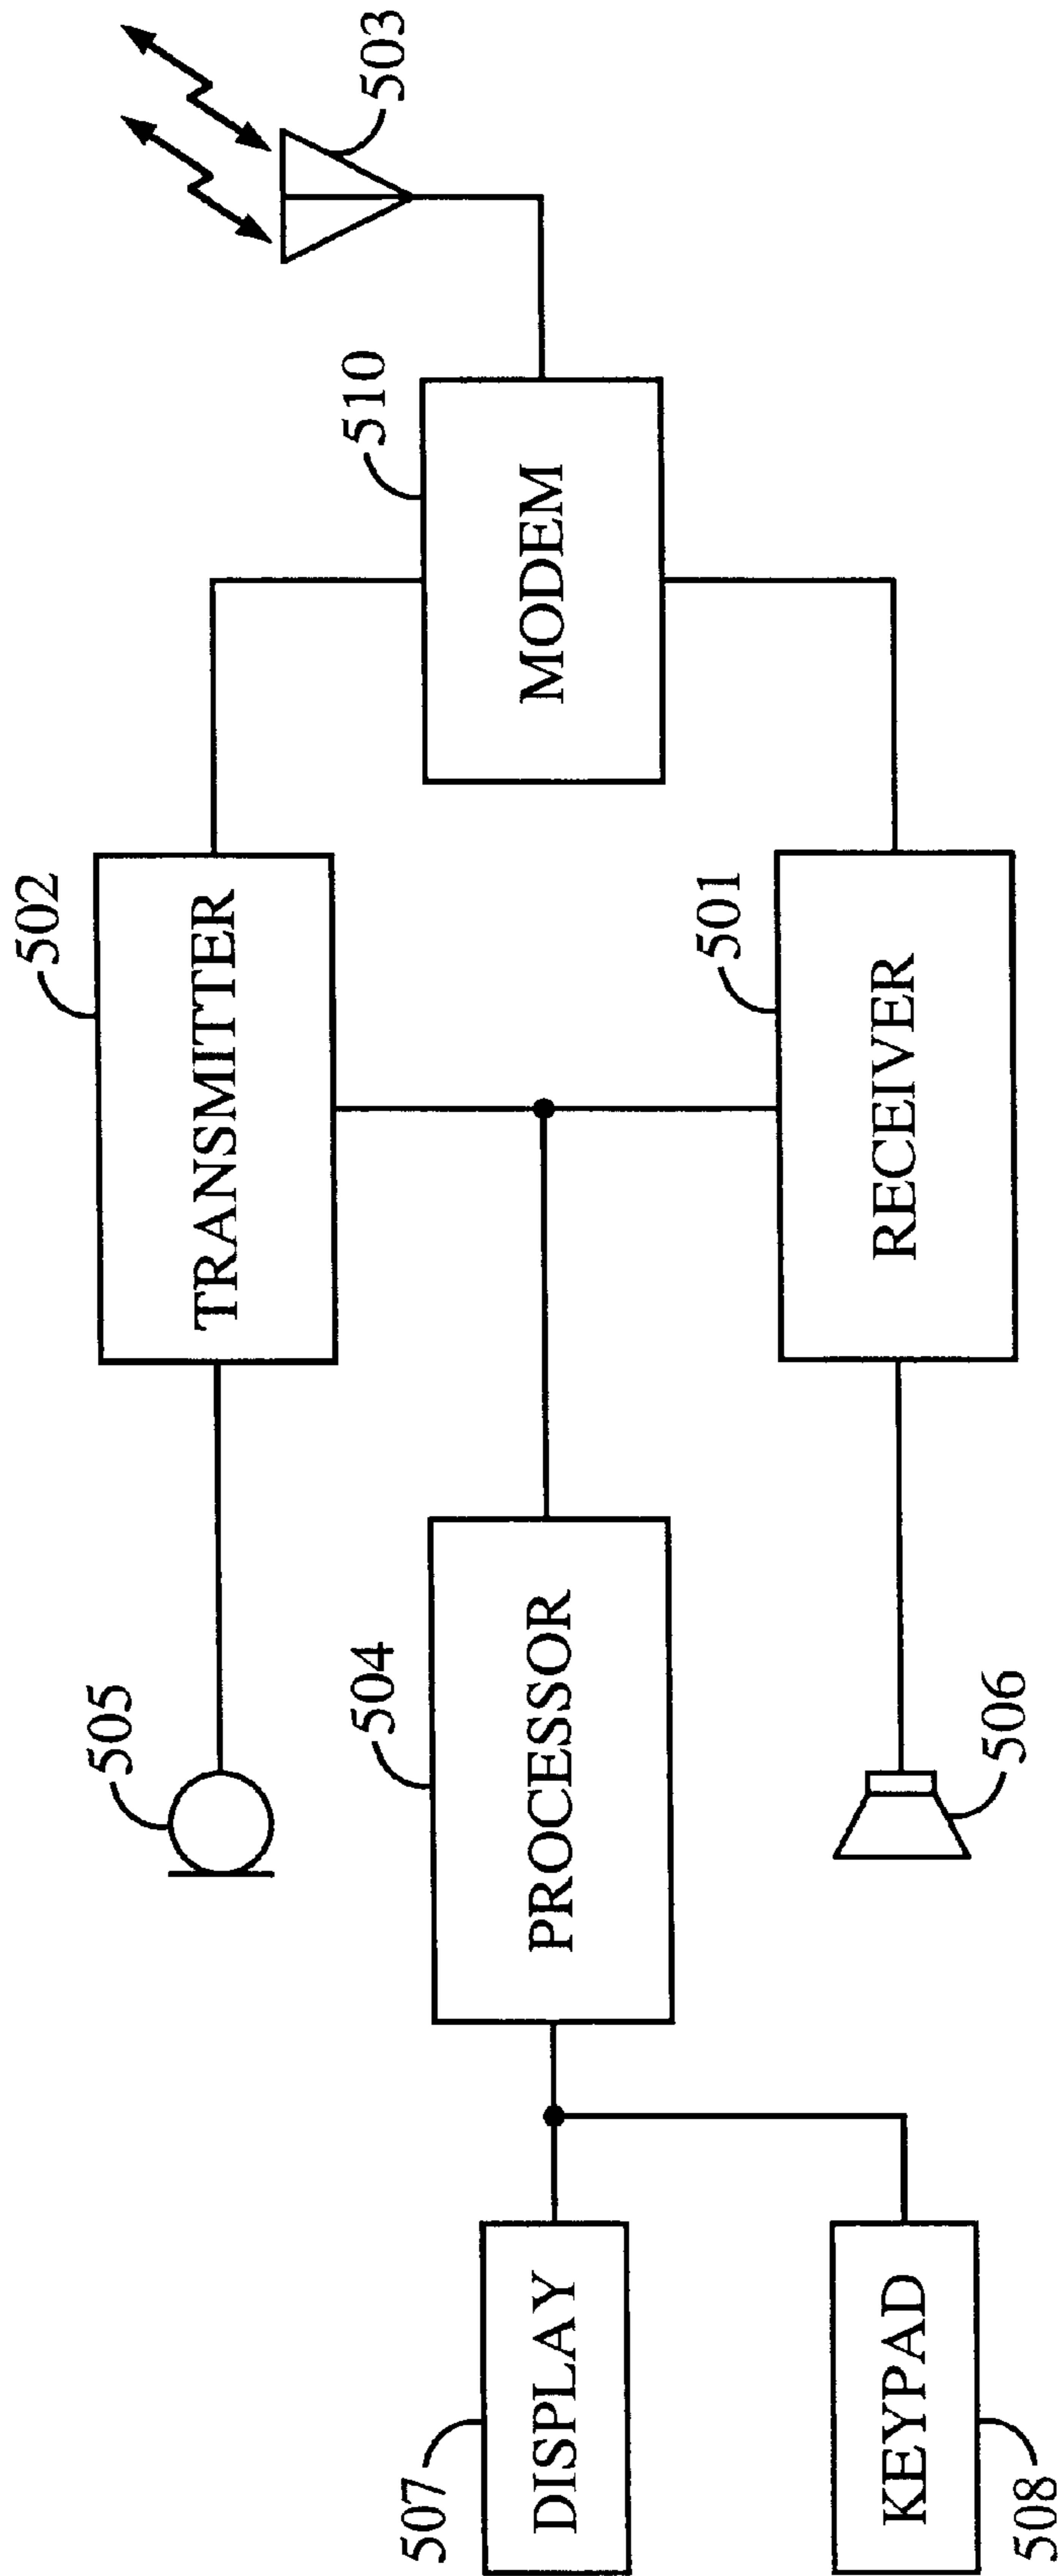 503
510
MODEM
502
TRANSMITTER
501
RECEIVER
505
504
PROCESSOR
506
507
DISPLAY
KEYPAD
508